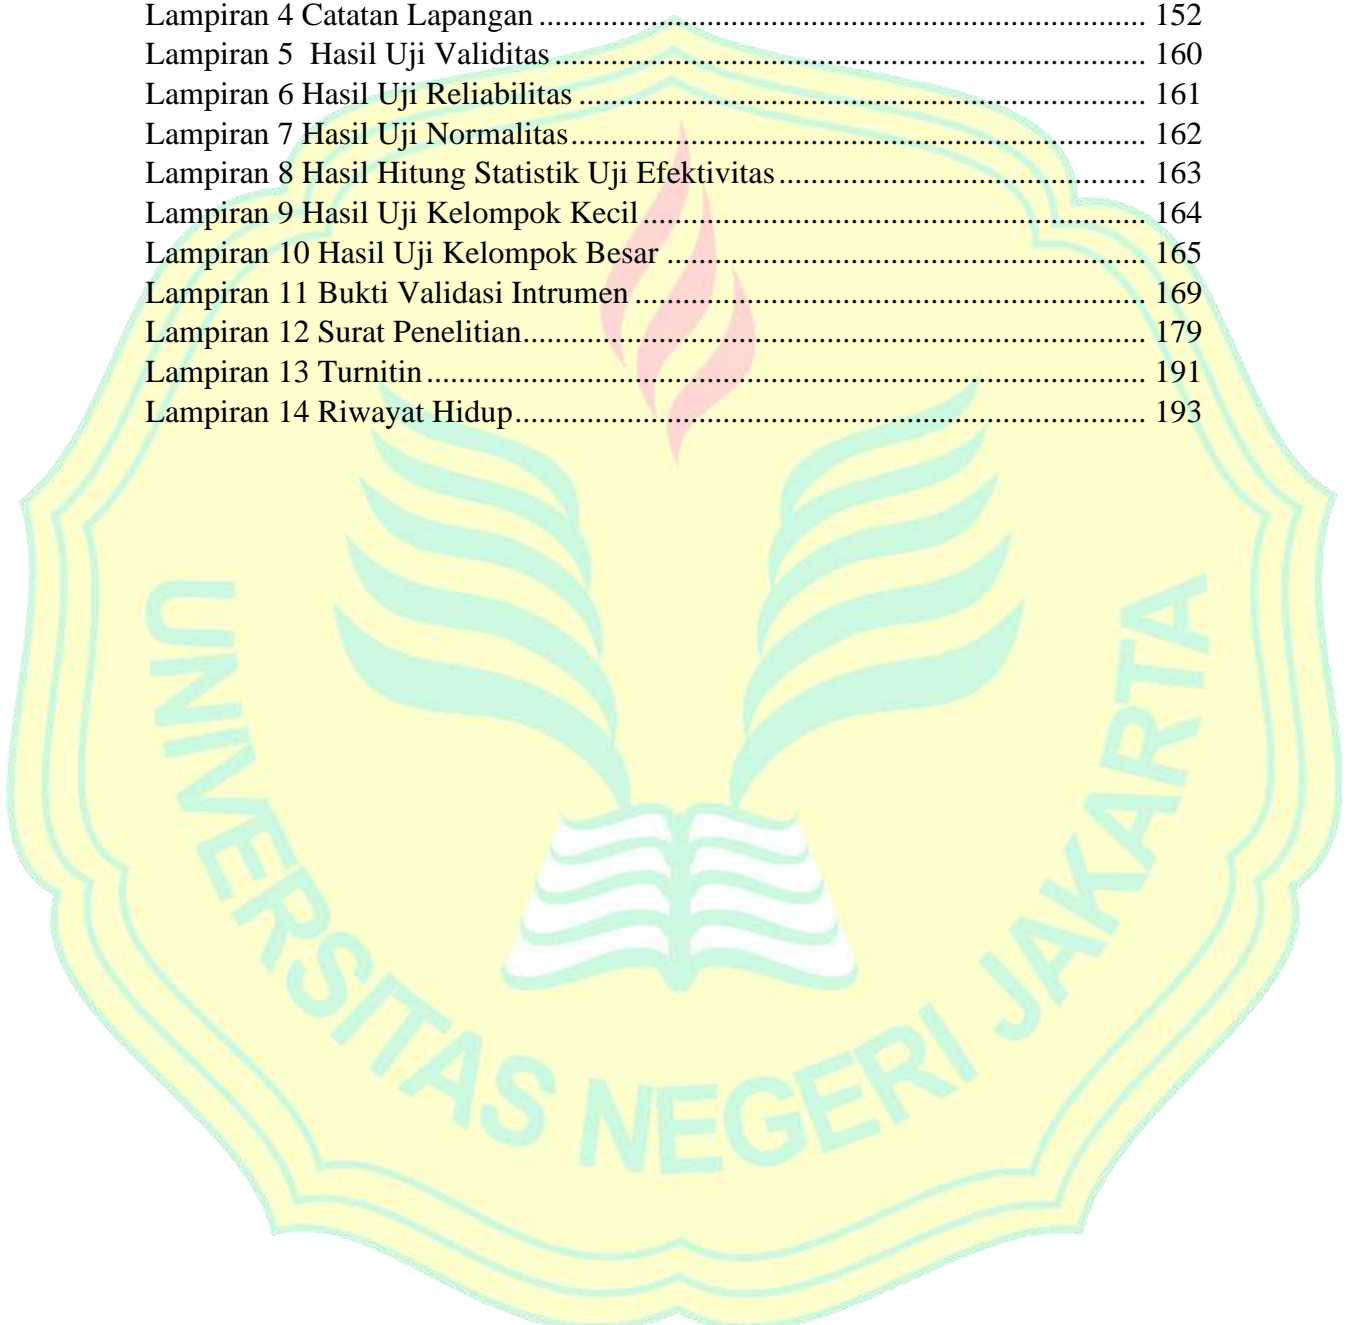 Lampiran 4 Catatan Lapangan ............................................................................ 152
Lampiran 5  Hasil Uji Validitas .......................................................................... 160
Lampiran 6 Hasil Uji Reliabilitas ....................................................................... 161
Lampiran 7 Hasil Uji Normalitas........................................................................ 162
Lampiran 8 Hasil Hitung Statistik Uji Efektivitas.............................................. 163
Lampiran 9 Hasil Uji Kelompok Kecil ............................................................... 164
Lampiran 10 Hasil Uji Kelompok Besar ............................................................ 165
Lampiran 11 Bukti Validasi Intrumen ................................................................ 169
Lampiran 12 Surat Penelitian.............................................................................. 179
Lampiran 13 Turnitin .......................................................................................... 191
Lampiran 14 Riwayat Hidup............................................................................... 193
UNIVERSITAS NEGERI JAKARTA